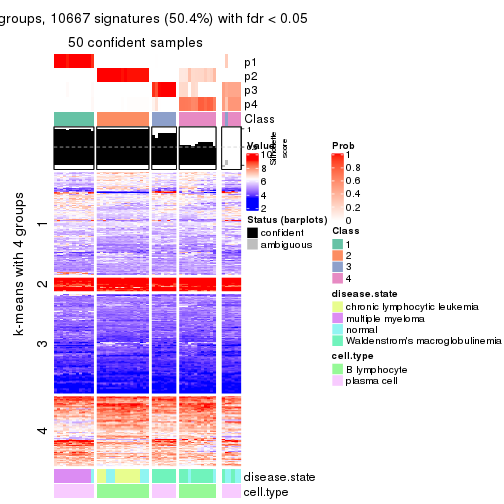 groups, 10667 signatures (50.4%) with fdr < 0.05
50 confident samples
p1
p2
p3
p4
Class
1
Silhouette
score
k-means with 4 groups
1
2
3
4
disease.state
cell.type
Value
10
8
6
4
2
Status (barplots)
confident
ambiguous
Prob
1
0.8
0.6
0.4
0.2
0
Class
1
2
3
4
disease.state
chronic lymphocytic leukemia
multiple myeloma
normal
Waldenstrom's macroglobulinemia
cell.type
B lymphocyte
plasma cell